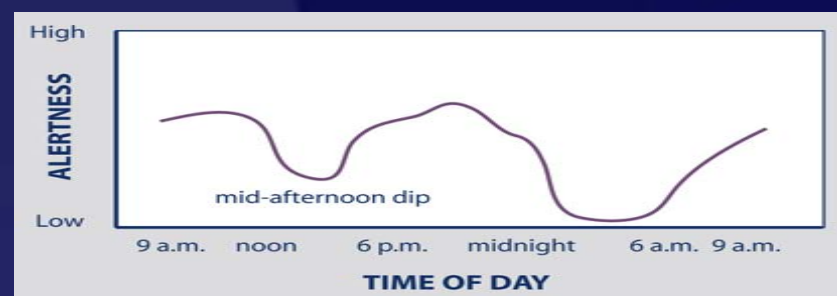 High
ALERTNESS
mid-afternoon dip
Low
9 a.m. noon 6 p.m. midnight 6 a.m. 9 a.m.
TIME OF DAY